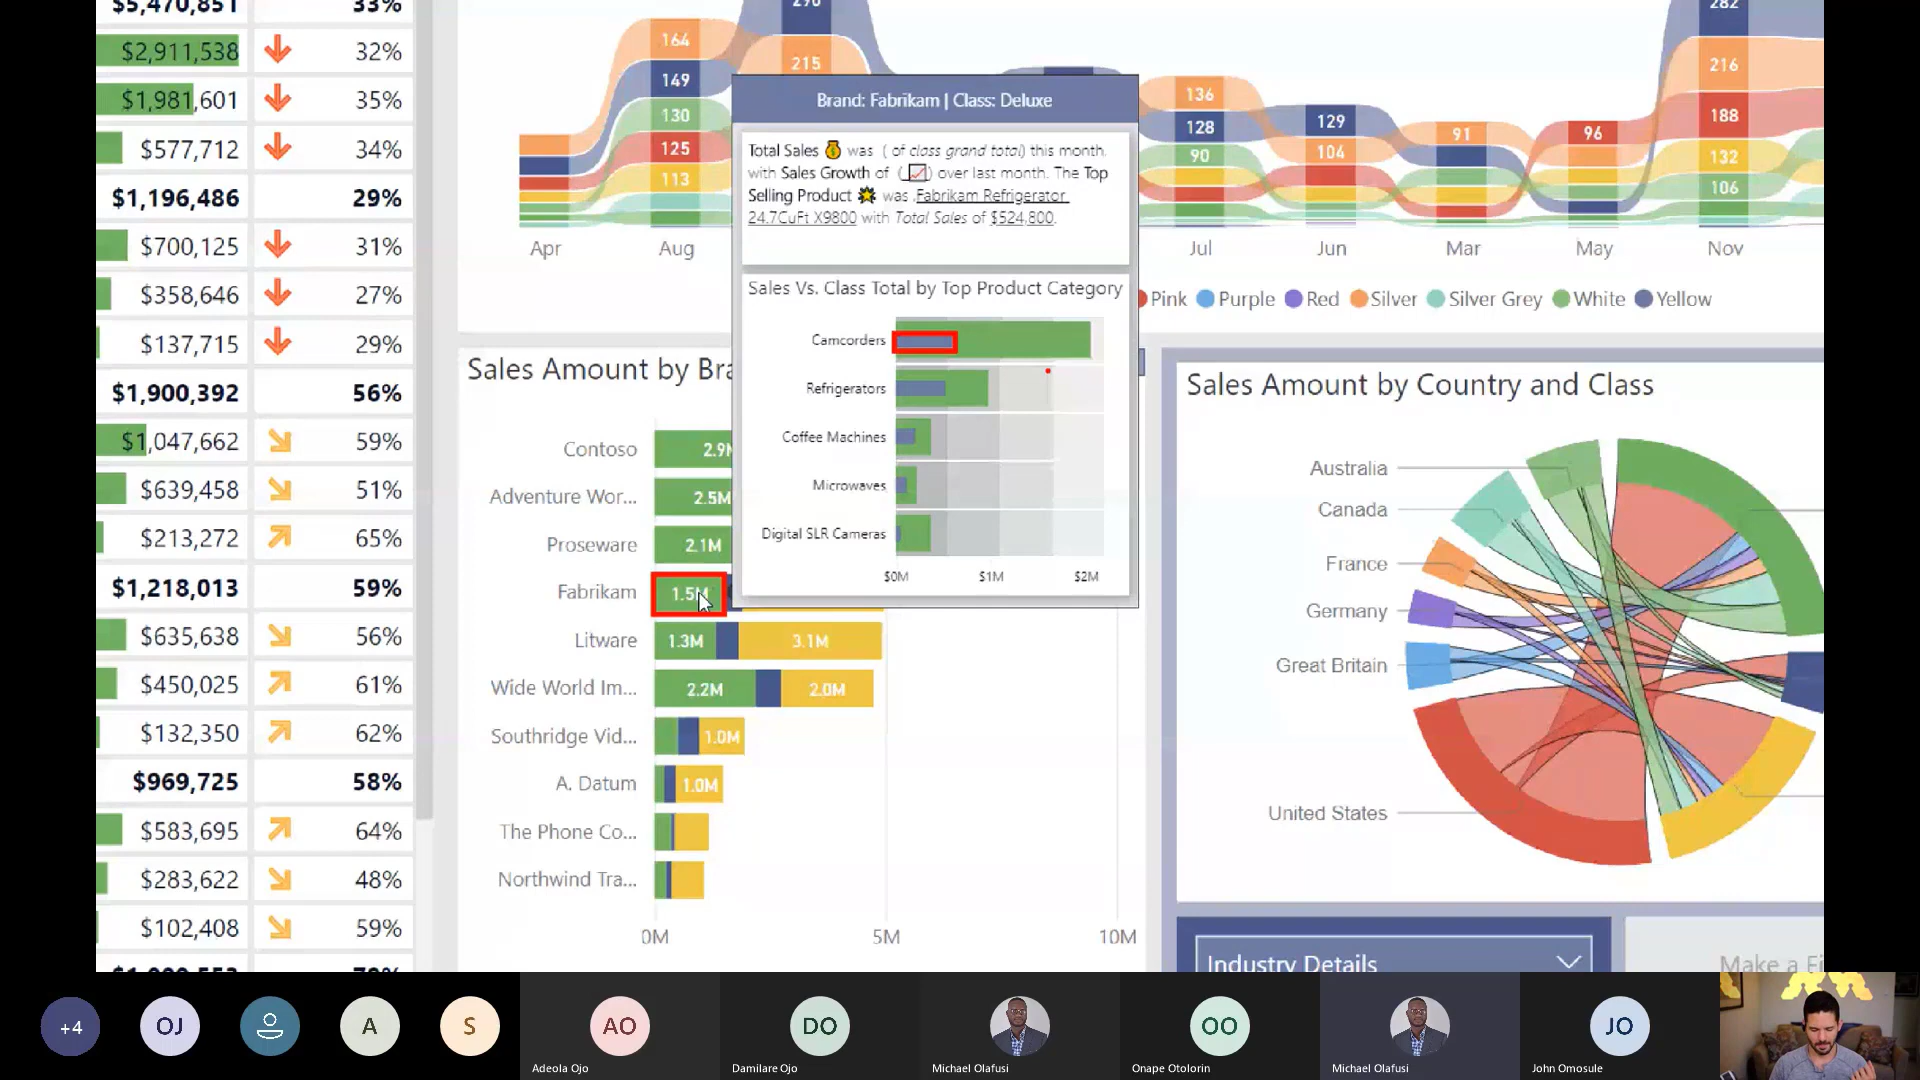 $5,470,851 33%
$2,911,538 32%
$1,981,601 35%
$577,712 34%
$1,196,486 29%
$700,125 31%
$358,646 27%
$137,715 29%
$1,900,392 56%
$1,047,662 59%
$639,458 51%
$213,272 65%
$1,218,013 59%
$635,638 56%
$450,025 61%
$132,350 62%
$969,725 58%
$583,695 64%
$283,622 48%
$102,408 59%
290
164
215
149
130
125
113
136
128
90
129
104
91
96
282
216
188
132
106
Apr Aug Jul Jun Mar May Nov
Pink Purple Red Silver Silver Grey White Yellow
Brand: Fabrikam | Class: Deluxe
Total Sales 💰 was ( of class grand total) this month,
with Sales Growth of (📈) over last month. The Top
Selling Product was Fabrikam Refrigerator
24.7CuFt X9800 with Total Sales of $524,800.
Sales Vs. Class Total by Top Product Category
Camcorders
Refrigerators
Coffee Machines
Microwaves
Digital SLR Cameras
$0M $1M $2M
Sales Amount by Bra
Contoso 2.9M
Adventure Wor... 2.5M
Proseware 2.1M
Fabrikam 1.5M
Litware 1.3M 3.1M
Wide World Im... 2.2M 2.0M
Southridge Vid... 1.0M
A. Datum 1.0M
The Phone Co...
Northwind Tra...
0M 5M 10M
Sales Amount by Country and Class
Australia
Canada
France
Germany
Great Britain
United States
Industry Details
Make a Fi
+4 OJ A S AO DO OO JO
Adeola Ojo Damilare Ojo Michael Olafusi Onape Otolorin Michael Olafusi John Omosule